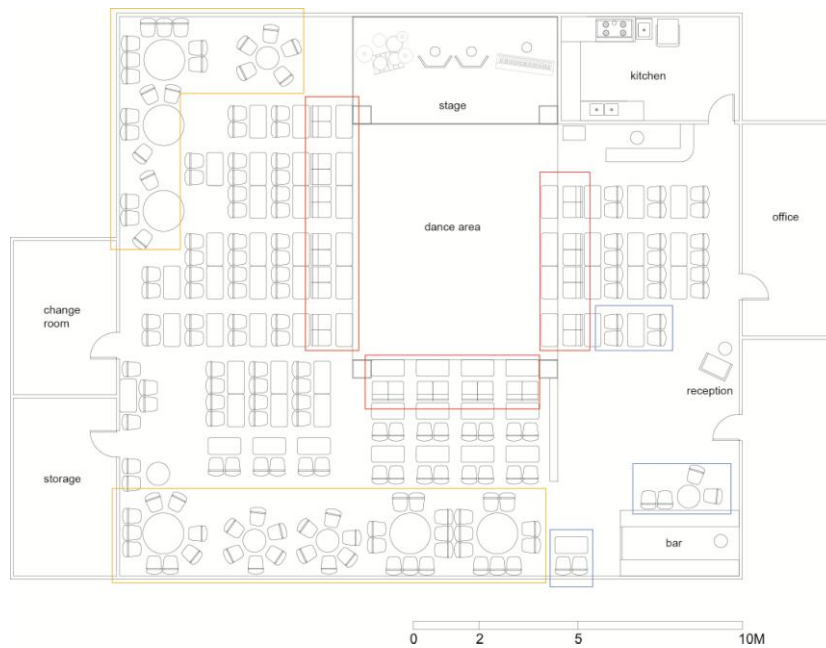 kitchen
stage
dance area
office
change
room
reception
storage
bar
0
2
5
10M